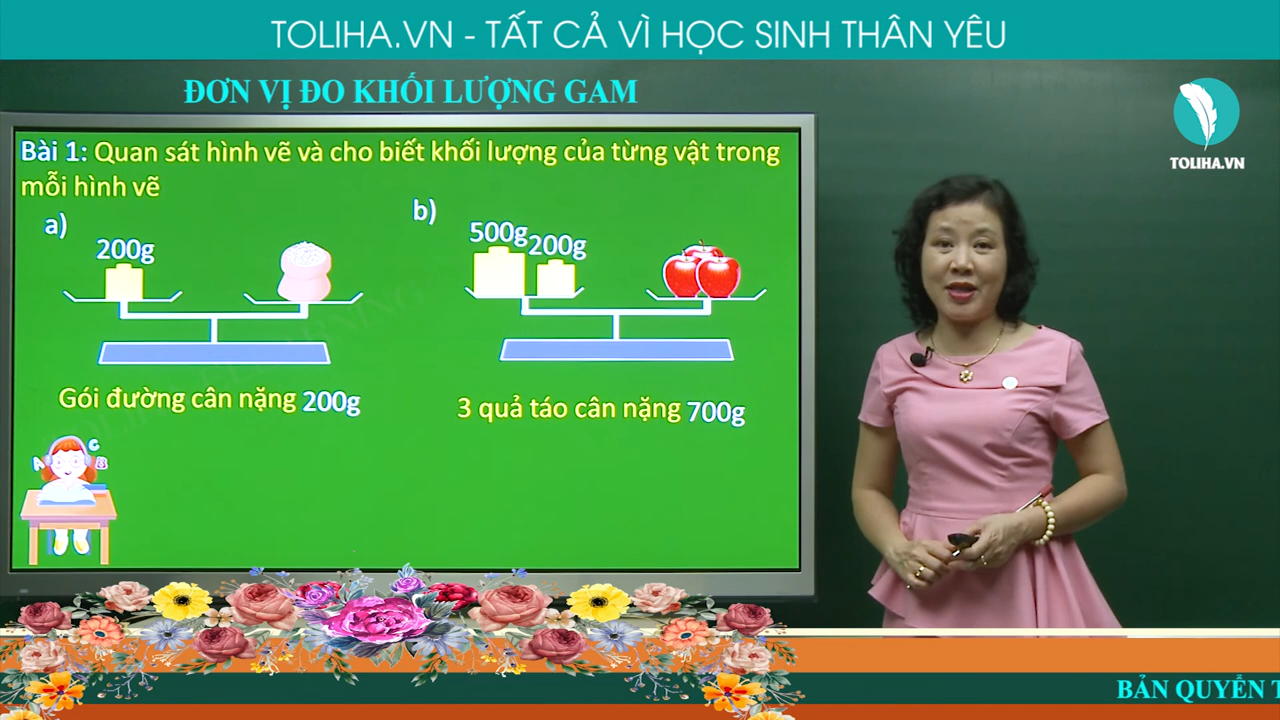 TOLIHA.VN - TẤT CẢ VÌ HỌC SINH THÂN YÊU
ĐƠN VỊ ĐO KHỐI LƯỢNG GAM
TOLIHA.VN
Bài 1: Quan sát hình vẽ và cho biết khối lượng của từng vật trong
mỗi hình vẽ
a)
200g
b)
500g
200g
Gói đường cân nặng 200g
3 quả táo cân nặng 700g
A
C
B
BẢN QUYỀN